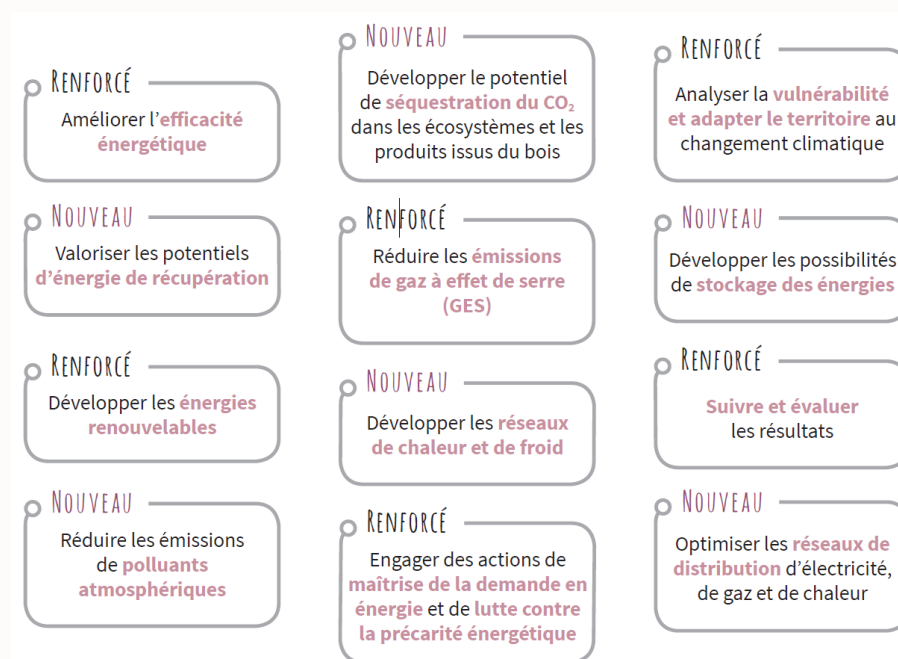 RENFORCÉ
Améliorer l'efficacité
énergétique
NOUVEAU
Valoriser les potentiels
d'énergie de récupération
RENFORCÉ
Développer les énergies
renouvelables
NOUVEAU
Réduire les émissions
de polluants
atmosphériques
NOUVEAU
Développer le potentiel
de séquestration du CO₂
dans les écosystèmes et les
produits issus du bois
RENFORCÉ
Réduire les émissions
de gaz à effet de serre
(GES)
NOUVEAU
Développer les réseaux
de chaleur et de froid
RENFORCÉ
Engager des actions de
maîtrise de la demande en
énergie et de lutte contre
la précarité énergétique
RENFORCÉ
Analyser la vulnérabilité
et adapter le territoire au
changement climatique
NOUVEAU
Développer les possibilités
de stockage des énergies
RENFORCÉ
Suivre et évaluer
les résultats
NOUVEAU
Optimiser les réseaux de
distribution d'électricité,
de gaz et de chaleur